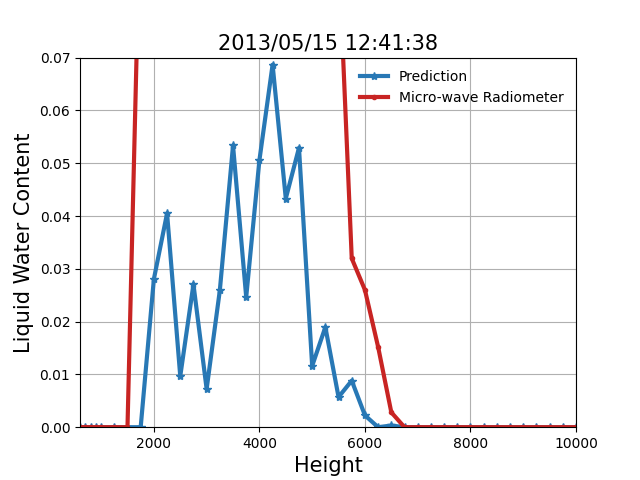 2013/05/15 12:41:38
Prediction
Micro-wave Radiometer
0.07
0.06
0.05
0.04
0.03
0.02
0.01
0.00
Liquid Water Content
2000 4000 6000 8000 10000
Height